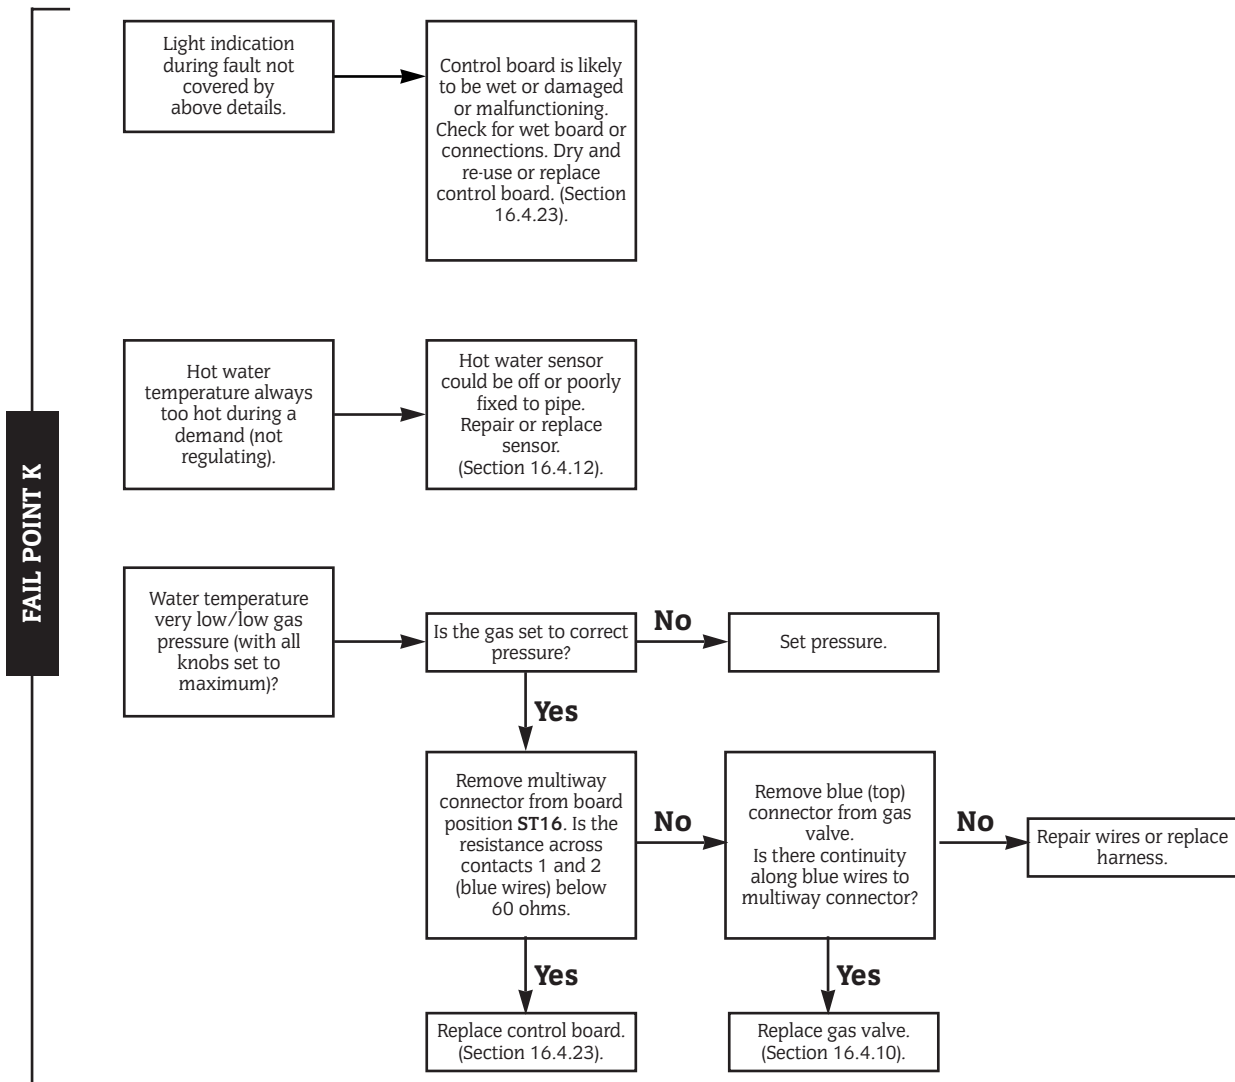 Light indication
during fault not
covered by
above details.
Control board is likely
to be wet or damaged
or malfunctioning.
Check for wet board or
connections. Dry and
re-use or replace
control board. (Section
16.4.23).
Hot water
temperature always
too hot during a
demand (not
regulating).
Hot water sensor
could be off or poorly
fixed to pipe.
Repair or replace
sensor.
(Section 16.4.12).
FAIL POINT K
Water temperature
very low/low gas
pressure (with all
knobs set to
maximum)?
Is the gas set to correct
pressure?
No
Set pressure.
Yes
Remove multiway
connector from board
position ST16. Is the
resistance across
contacts 1 and 2
(blue wires) below
60 ohms.
No
Remove blue (top)
connector from gas
valve.
Is there continuity
along blue wires to
multiway connector?
No
Repair wires or replace
harness.
Yes
Replace control board.
(Section 16.4.23).
Yes
Replace gas valve.
(Section 16.4.10).